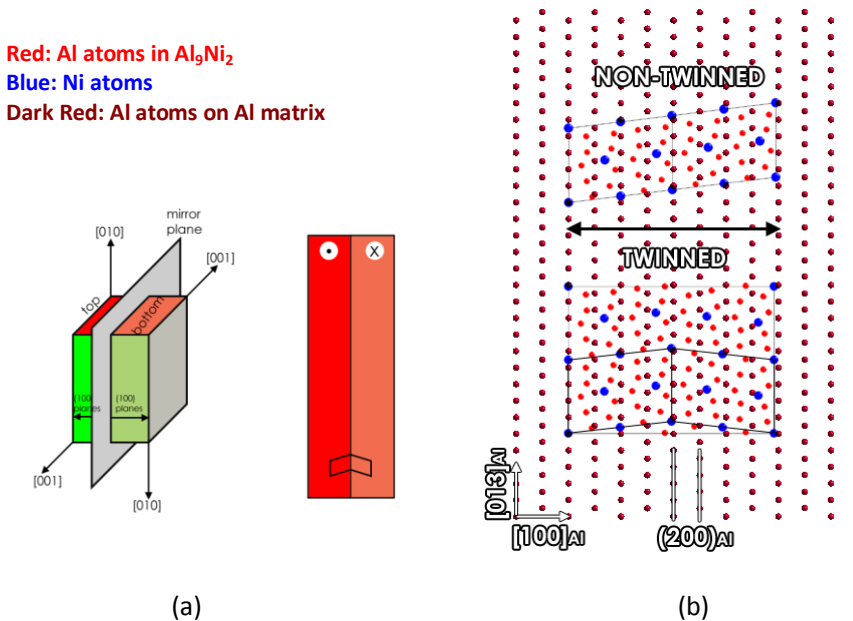 Red: Al atoms in Al₉Ni₂
Blue: Ni atoms
Dark Red: Al atoms on Al matrix
mirror
plane
[010]
[001]
top
bottom
(100)
planes
(100)
planes
[001]
[010]
X
(a)
NON-TWINNED
TWINNED
[013]Al
[100]Al
(200)Al
(b)